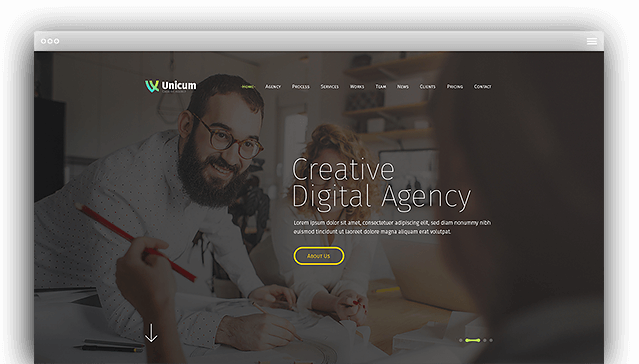 Unicum
Home Agency Process Services Works Team News Clients Pricing Contact
Creative
Digital Agency
Lorem ipsum dolor sit amet, consectetuer adipiscing elit, sed diam nonummy nibh
euismod tincidunt ut laoreet dolore magna aliquam erat volutpat.
About Us